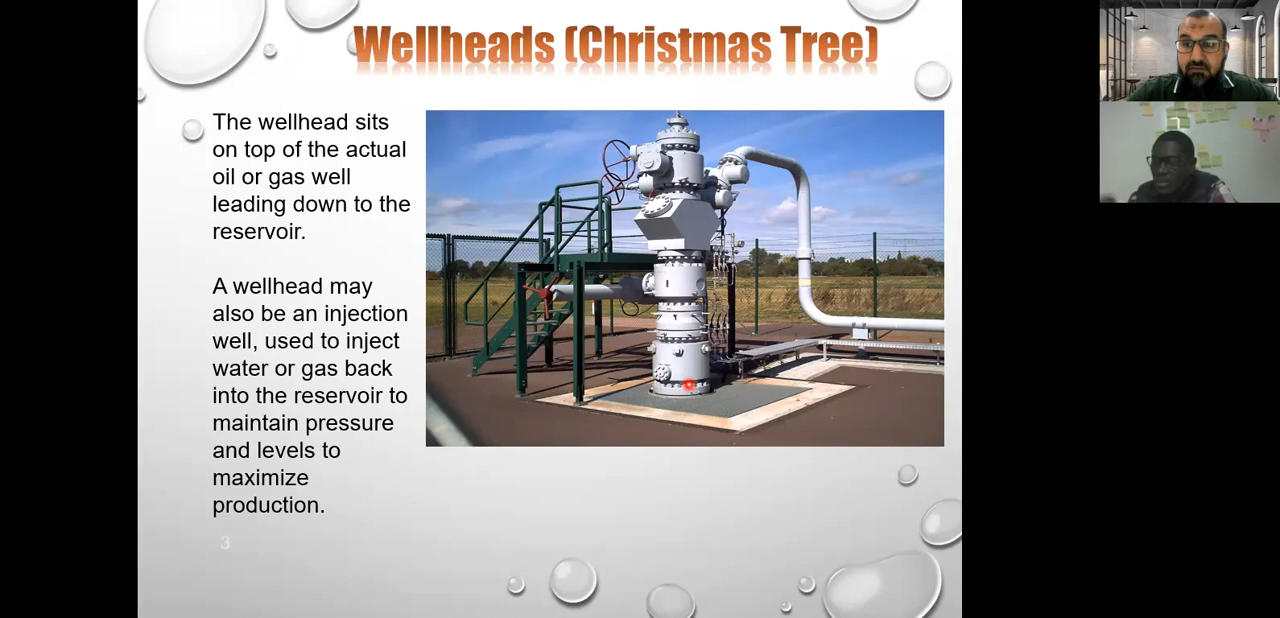 Wellheads (Christmas Tree)
The wellhead sits
on top of the actual
oil or gas well
leading down to the
reservoir.
A wellhead may
also be an injection
well, used to inject
water or gas back
into the reservoir to
maintain pressure
and levels to
maximize
production.
3